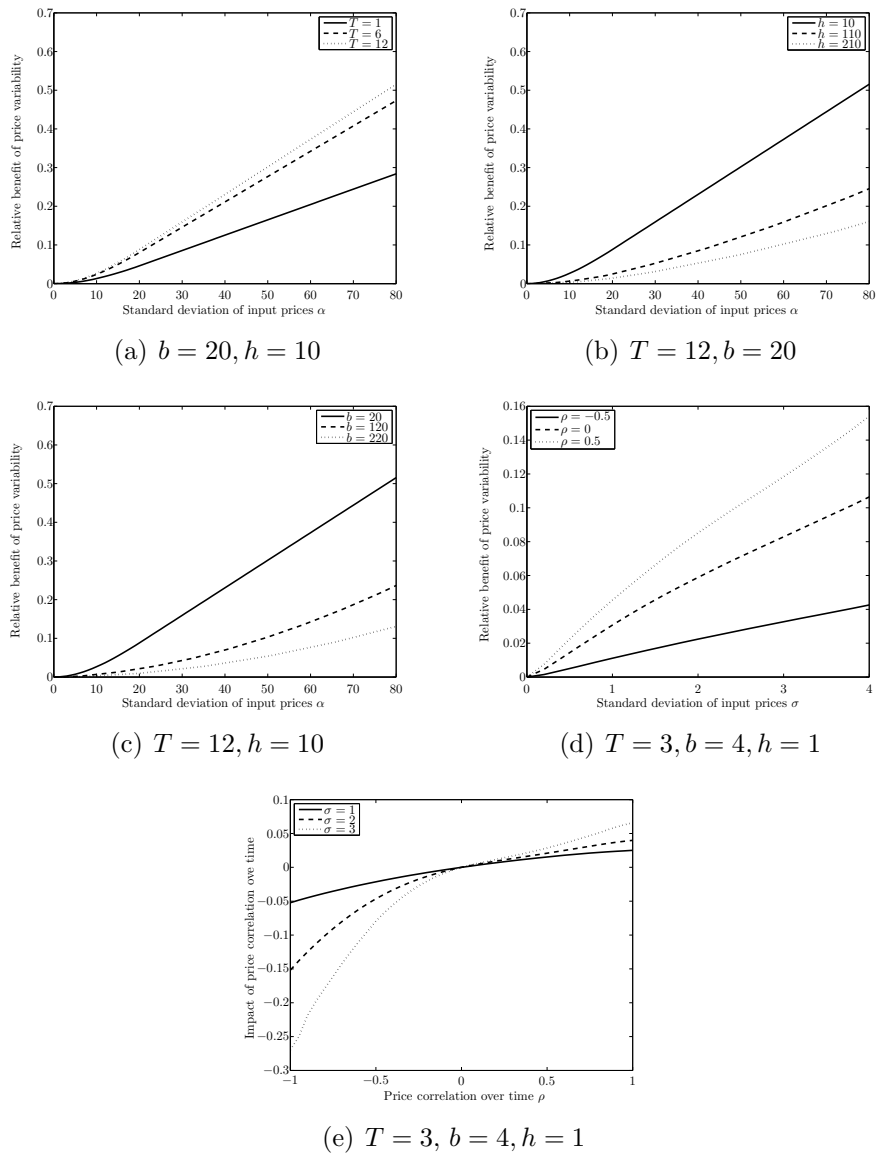 0.7
0.6
0.5
0.4
0.3
0.2
0.1
0
Relative benefit of price variability
T = 1
T = 6
T = 12
0 10 20 30 40 50 60 70 80
Standard deviation of input prices α
(a) b = 20, h = 10
0.7
0.6
0.5
0.4
0.3
0.2
0.1
0
Relative benefit of price variability
h = 10
h = 110
h = 210
0 10 20 30 40 50 60 70 80
Standard deviation of input prices α
(b) T = 12, b = 20
0.7
0.6
0.5
0.4
0.3
0.2
0.1
0
Relative benefit of price variability
b = 20
b = 120
b = 220
0 10 20 30 40 50 60 70 80
Standard deviation of input prices α
(c) T = 12, h = 10
0.16
0.14
0.12
0.1
0.08
0.06
0.04
0.02
0
Relative benefit of price variability
ρ = −0.5
ρ = 0
ρ = 0.5
0 1 2 3 4
Standard deviation of input prices σ
(d) T = 3, b = 4, h = 1
0.1
0.05
0
−0.05
−0.1
−0.15
−0.2
−0.25
−0.3
Impact of price correlation ove time
σ = 1
σ = 2
σ = 3
−1 −0.5 0 0.5 1
Price correlation over time ρ
(e) T = 3, b = 4, h = 1